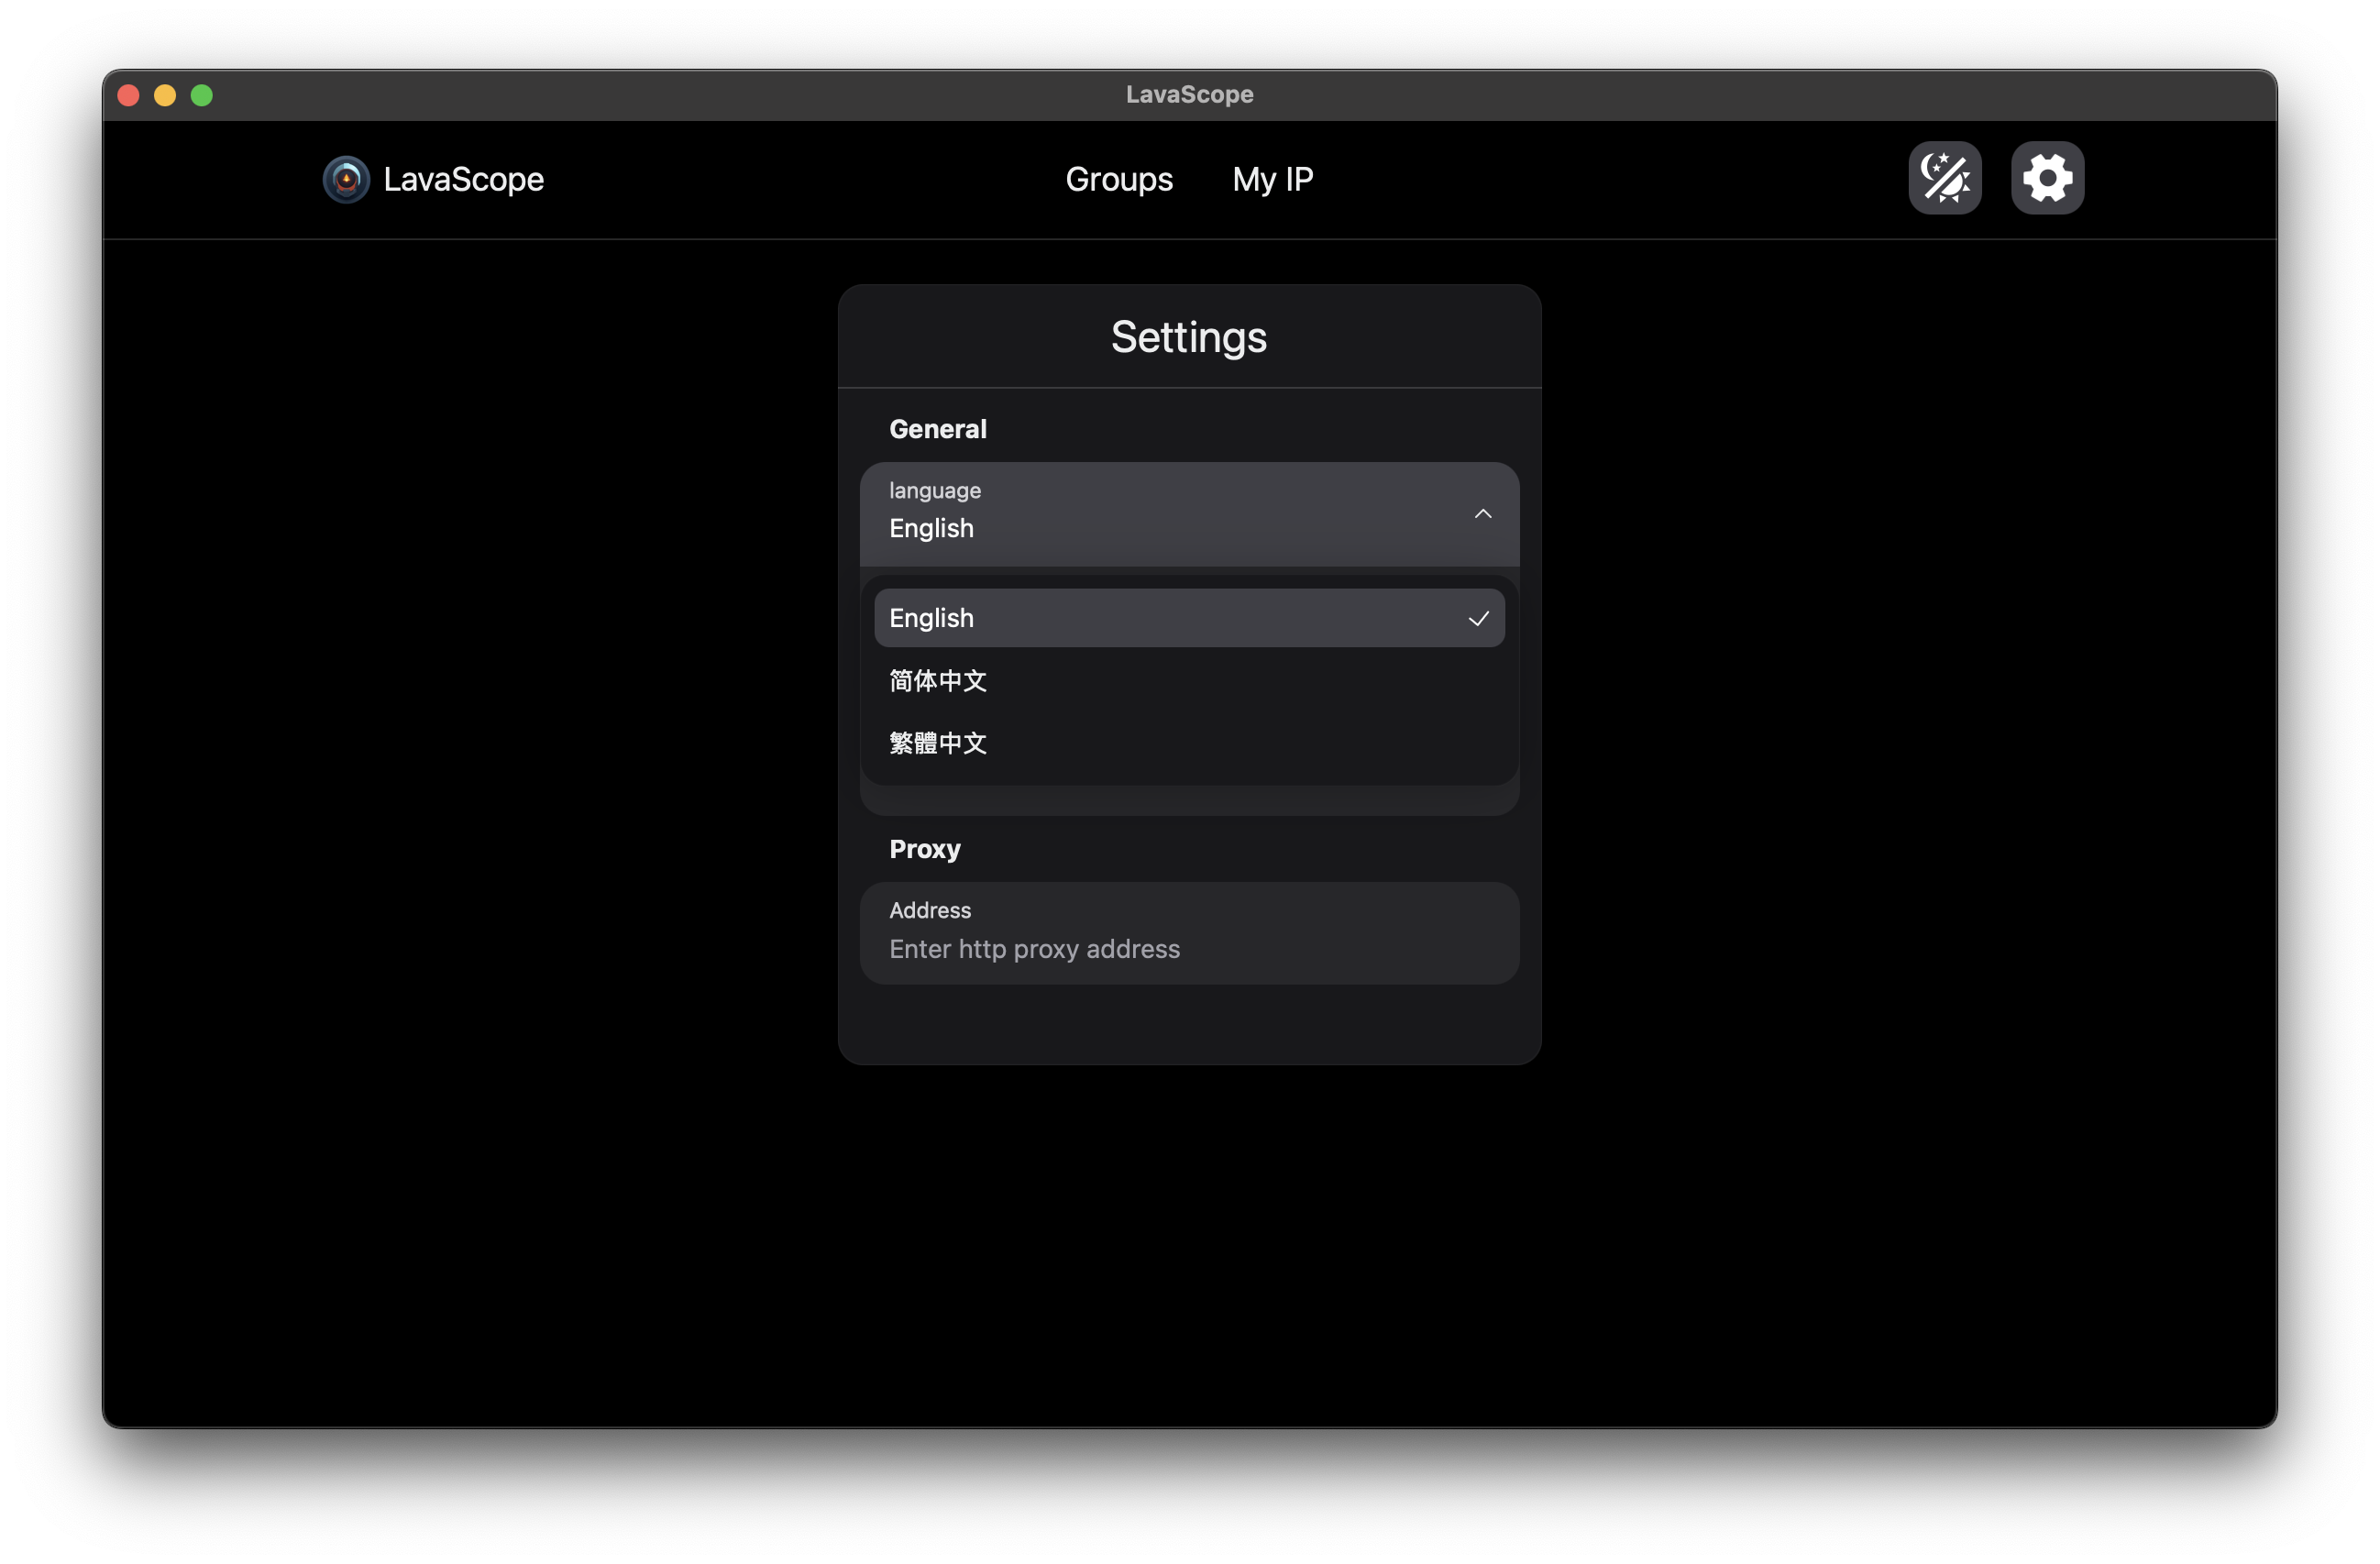 LavaScope
LavaScope
Groups
My IP
Settings
General
language
English
English
简体中文
繁體中文
Proxy
Address
Enter http proxy address